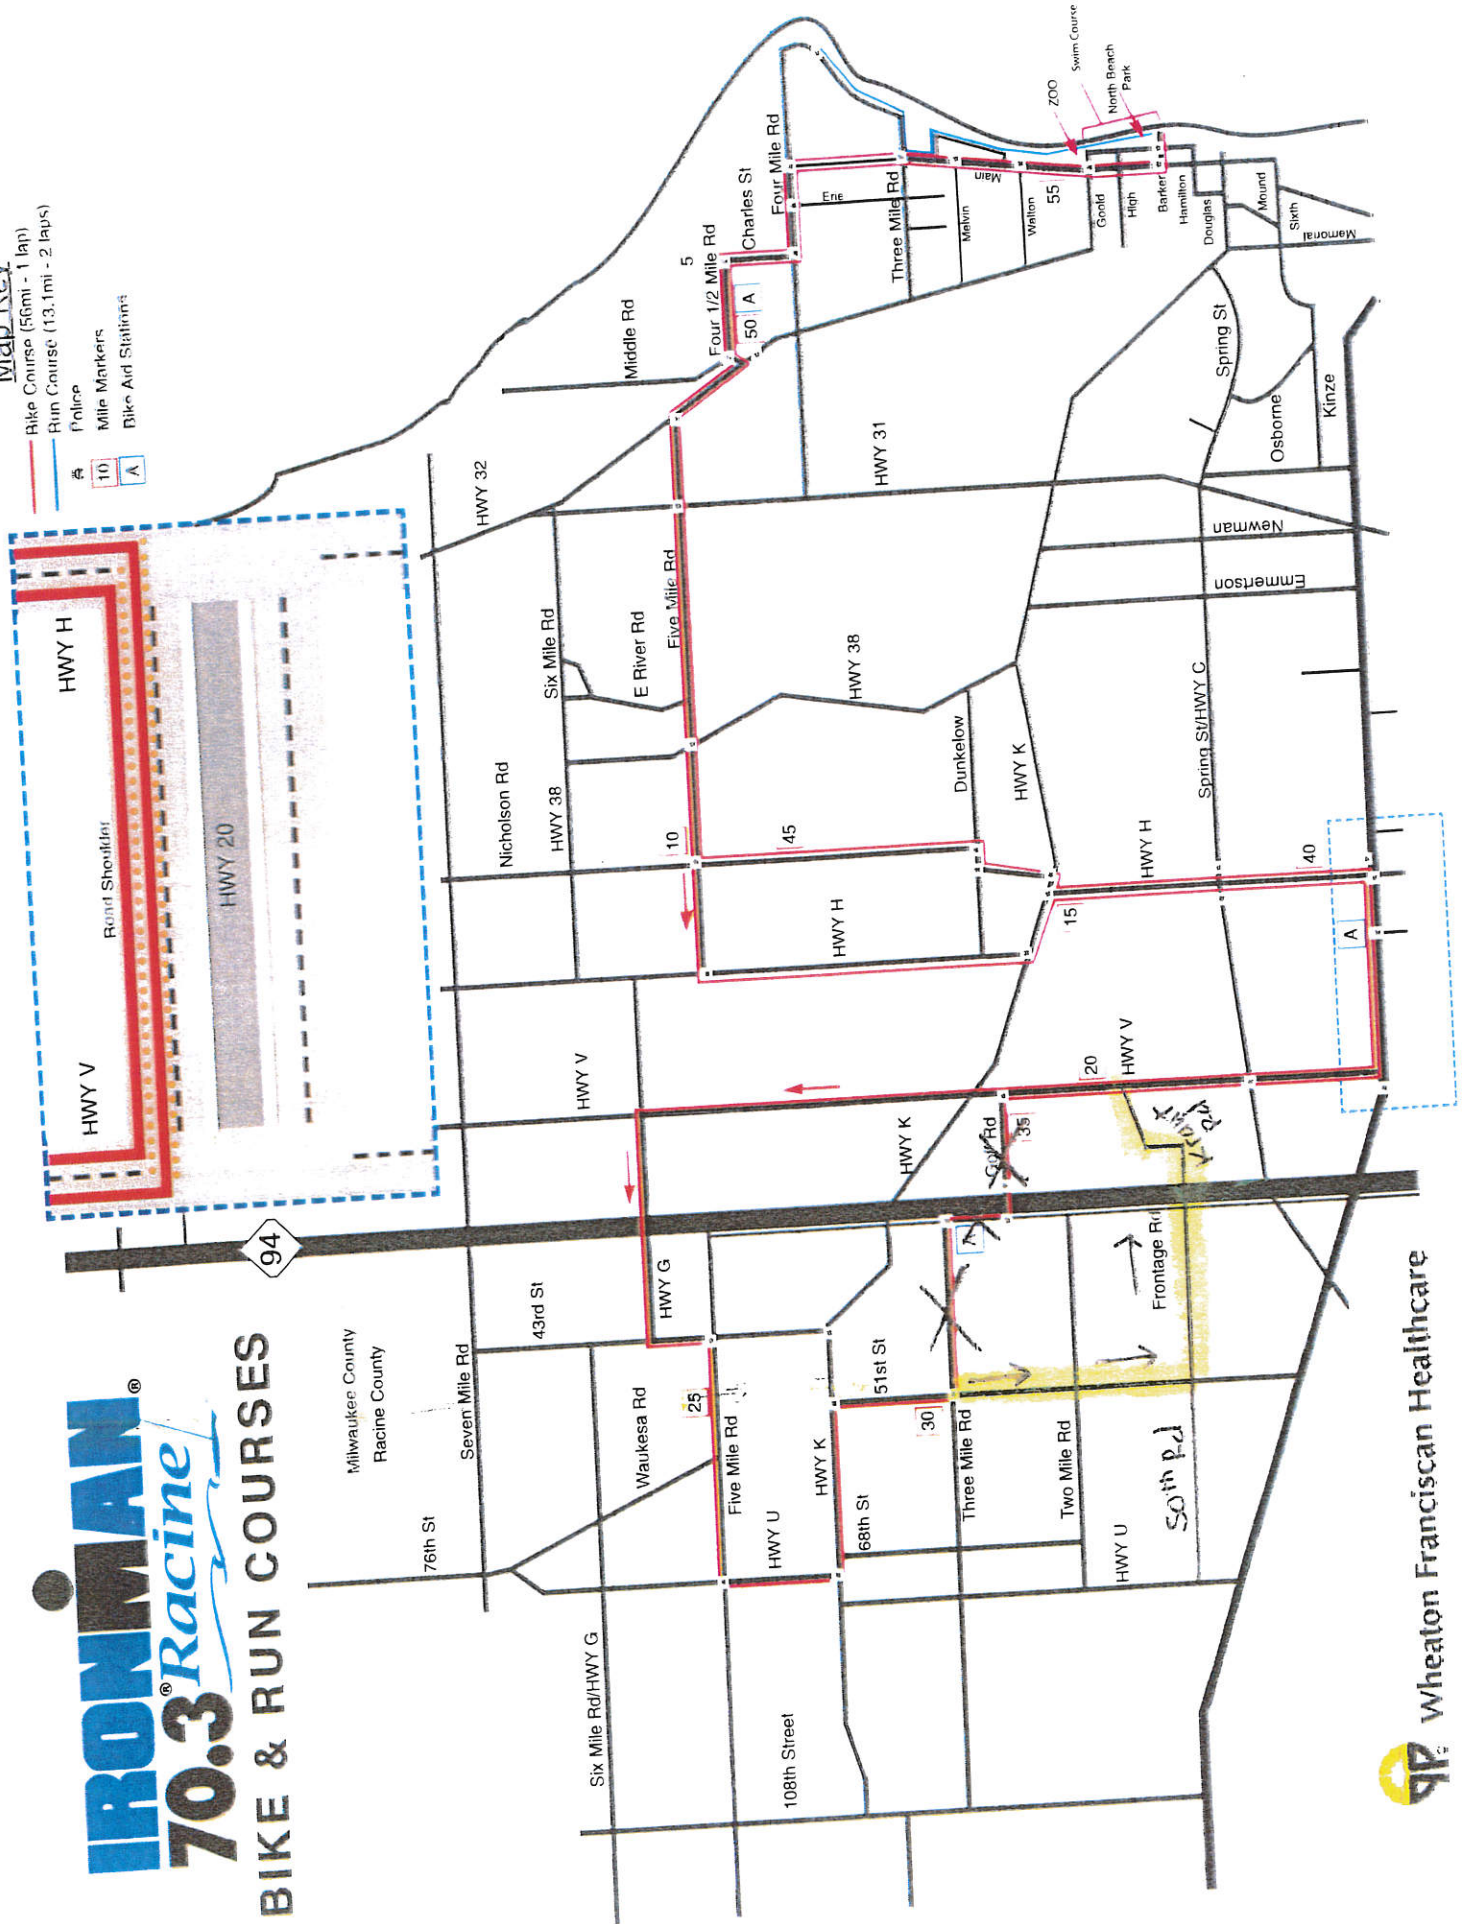 IRONMAN®
70.3® Racine
BIKE & RUN COURSES
Map Key
Bike Course (56mi - 1 lap)
Run Course (13.1mi - 2 laps)
Police
10 Mile Markers
A Bike Aid Stations
HWY V
HWY H
Road Shoulder
HWY 20
94
Milwaukee County
Racine County
76th St
Seven Mile Rd
43rd St
Nicholson Rd
HWY 32
HWY V
HWY 38
Six Mile Rd
Middle Rd
Six Mile Rd/HWY G
Waukesa Rd
HWY G
E River Rd
25
10
Five Mile Rd
5
Four 1/2 Mile Rd
Charles St
50
A
Five Mile Rd
HWY U
108th Street
HWY K
45
Four Mile Rd
Erie
68th St
51st St
HWY K
HWY H
HWY 38
HWY 31
Three Mile Rd
30
Three Mile Rd
A
Golf Rd
35
Dunkelow
HWY K
Melvin
Main
Walton
55
ZOO
Swim Course
North Beach
Park
Two Mile Rd
HWY U
Frontage Rd
20
HWY V
15
HWY H
Goold
High
Barker
Hamilton
Douglas
Mound
Sixth
Memorial
50th Rd
Kraut
Rd
Spring St/HWY C
Spring St
Newman
Emmertson
Osborne
Kinze
40
A
Wheaton Franciscan Healthcare